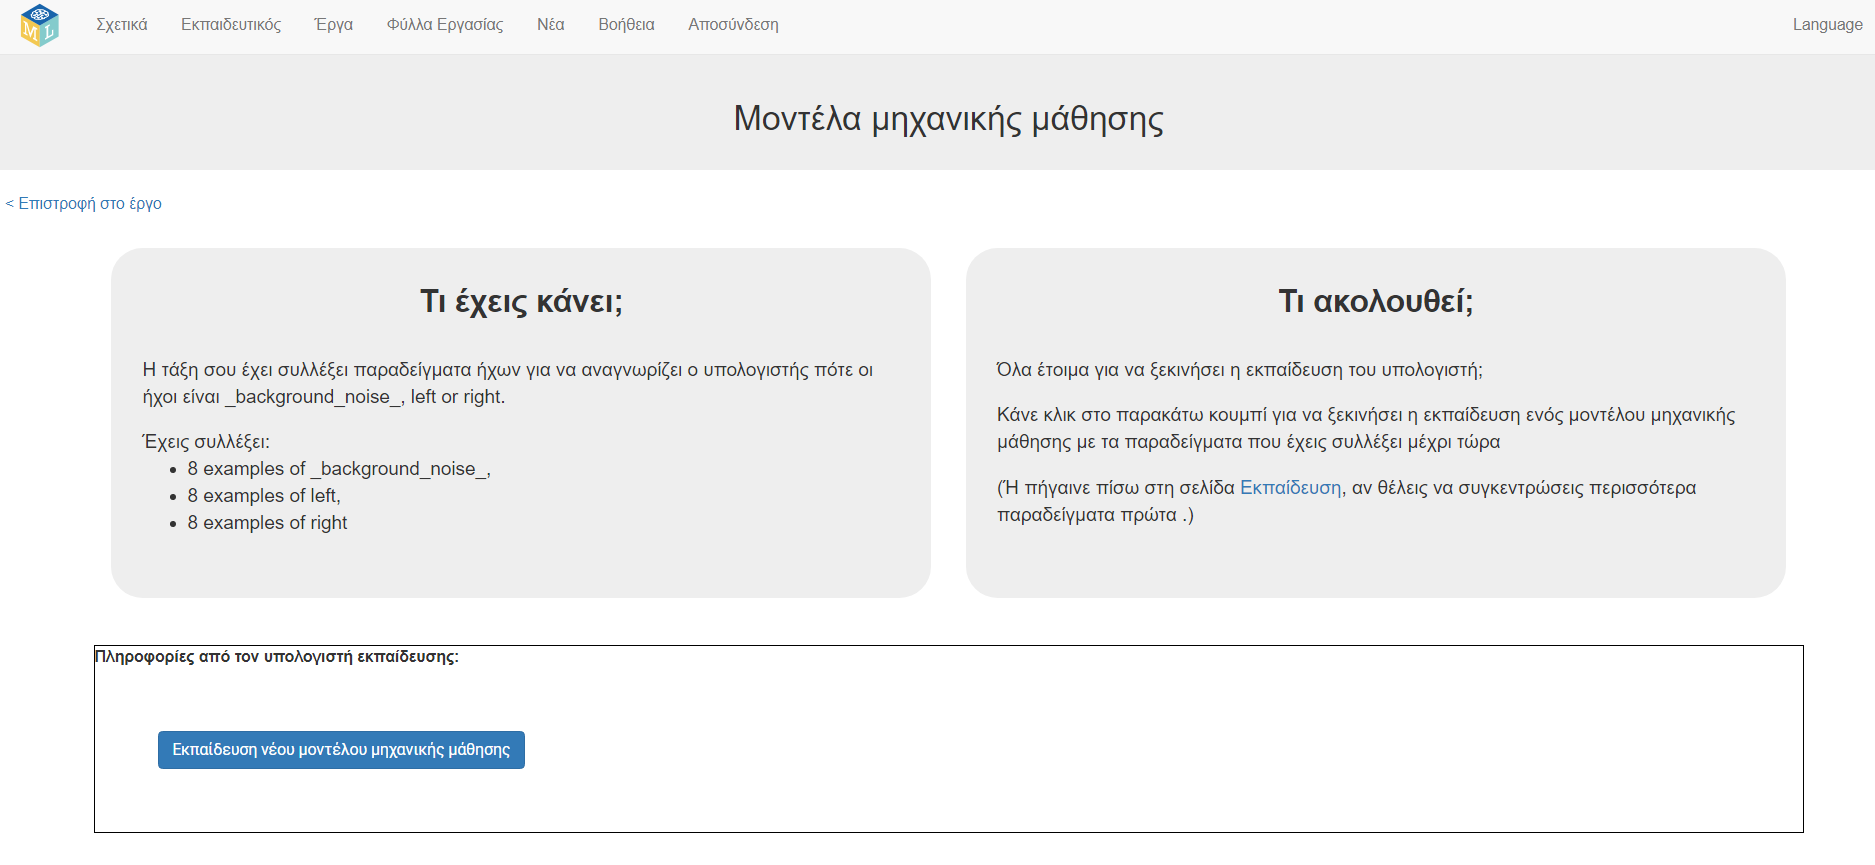 ML
Σχετικά Εκπαιδευτικός Έργα Φύλλα Εργασίας Νέα Βοήθεια Αποσύνδεση Language
Μοντέλα μηχανικής μάθησης
< Επιστροφή στο έργο
Τι έχεις κάνει;
Η τάξη σου έχει συλλέξει παραδείγματα ήχων για να αναγνωρίζει ο υπολογιστής πότε οι
ήχοι είναι _background_noise_, left or right.
Έχεις συλλέξει:
• 8 examples of _background_noise_,
• 8 examples of left,
• 8 examples of right
Τι ακολουθεί;
Όλα έτοιμα για να ξεκινήσει η εκπαίδευση του υπολογιστή;
Κάνε κλικ στο παρακάτω κουμπί για να ξεκινήσει η εκπαίδευση ενός μοντέλου μηχανικής
μάθησης με τα παραδείγματα που έχεις συλλέξει μέχρι τώρα
(Ή πήγαινε πίσω στη σελίδα Εκπαίδευση, αν θέλεις να συγκεντρώσεις περισσότερα
παραδείγματα πρώτα .)
Πληροφορίες από τον υπολογιστή εκπαίδευσης:
Εκπαίδευση νέου μοντέλου μηχανικής μάθησης